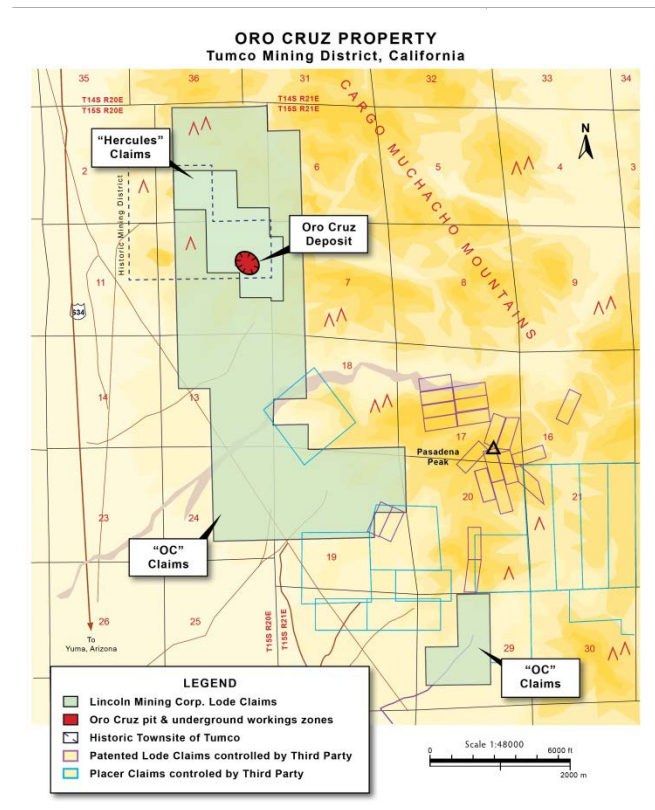 ORO CRUZ PROPERTY
Tumco Mining District, California
35
36
31
32
33
34
T14S R20E
T15S R20E
T14S R21E
T15S R21E
CARGO MUCHACHO MOUNTAINS
N
"Hercules"
Claims
2
6
5
4
3
Historic Mining District
Oro Cruz
Deposit
11
7
8
9
S34
18
14
13
17
16
Pasadena
Peak
20
21
23
24
19
"OC"
Claims
26
25
T15S R20E
T15S R21E
29
30
To
Yuma, Arizona
"OC"
Claims
LEGEND
Lincoln Mining Corp. Lode Claims
Oro Cruz pit & underground workings zones
Historic Townsite of Tumco
Patented Lode Claims controlled by Third Party
Placer Claims controled by Third Party
Scale 1:48000
0
6000 ft
2000 m